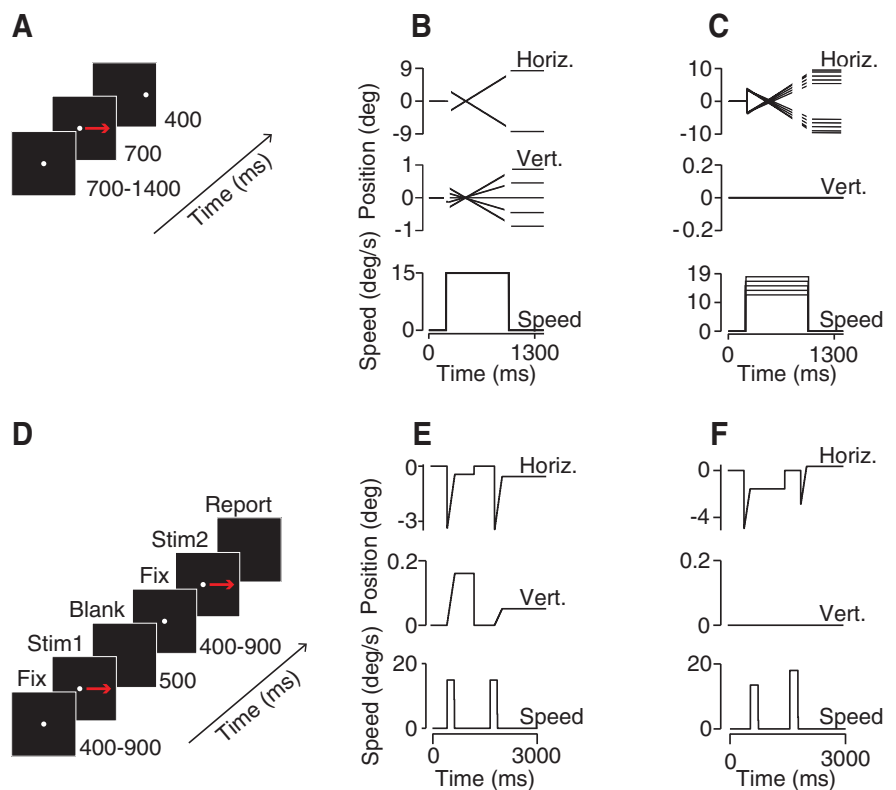 A
400
700
700-1400
Time (ms)
B
Position (deg)
Horiz.
9
0
-9
Vert.
1
0
-1
Speed (deg/s)
15
0
Speed
0
1300
Time (ms)
C
Horiz.
10
0
-10
Vert.
0.2
0
-0.2
19
10
0
Speed
0
1300
Time (ms)
D
Report
Stim2
Fix
Blank
400-900
Stim1
500
Fix
400-900
Time (ms)
E
Position (deg)
Horiz.
0
-3
0.2
Vert.
0
Speed (deg/s)
20
0
Speed
0
3000
Time (ms)
F
Horiz.
0
-4
0.2
Vert.
0
20
0
Speed
0
3000
Time (ms)